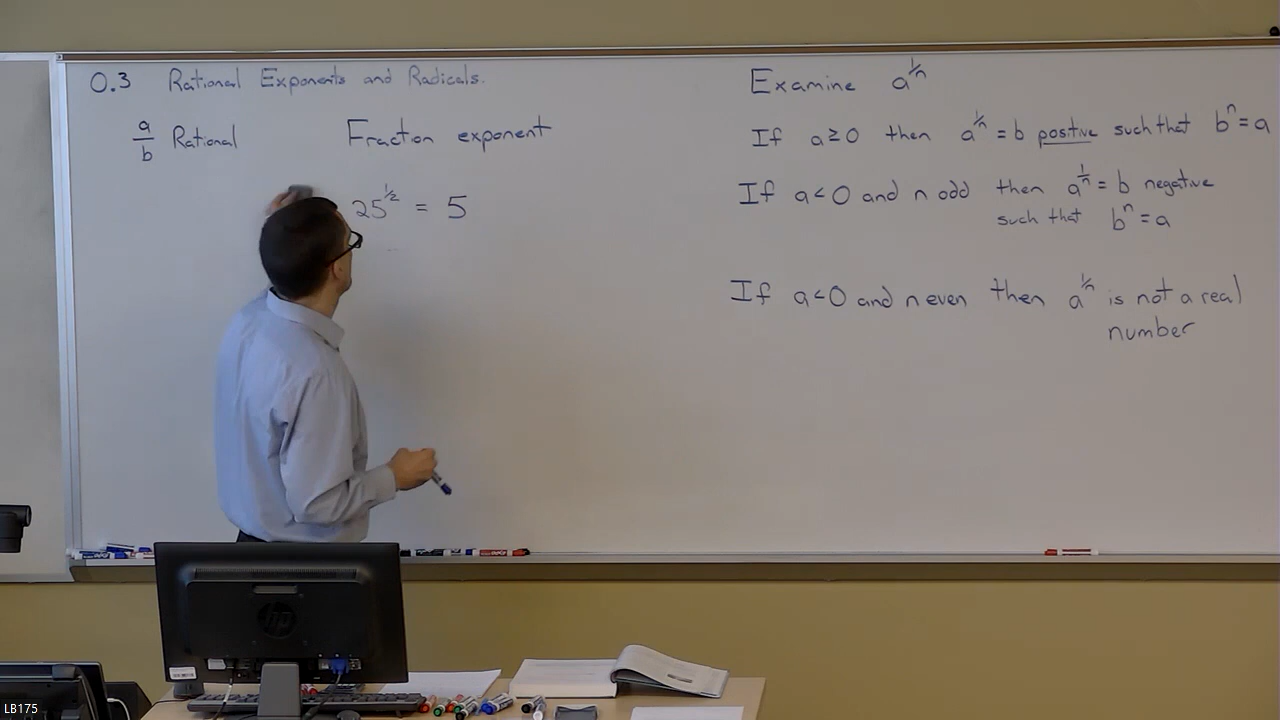 0.3 Rational Exponents and Radicals.
a/b Rational
Fraction exponent
25^1/2 = 5
Examine a^1/n
If a ≥ 0 then a^1/n = b postive such that b^n = a
If a < 0 and n odd then a^1/n = b negative
such that b^n = a
If a < 0 and n even then a^1/n is not a real
number
hp
LB175